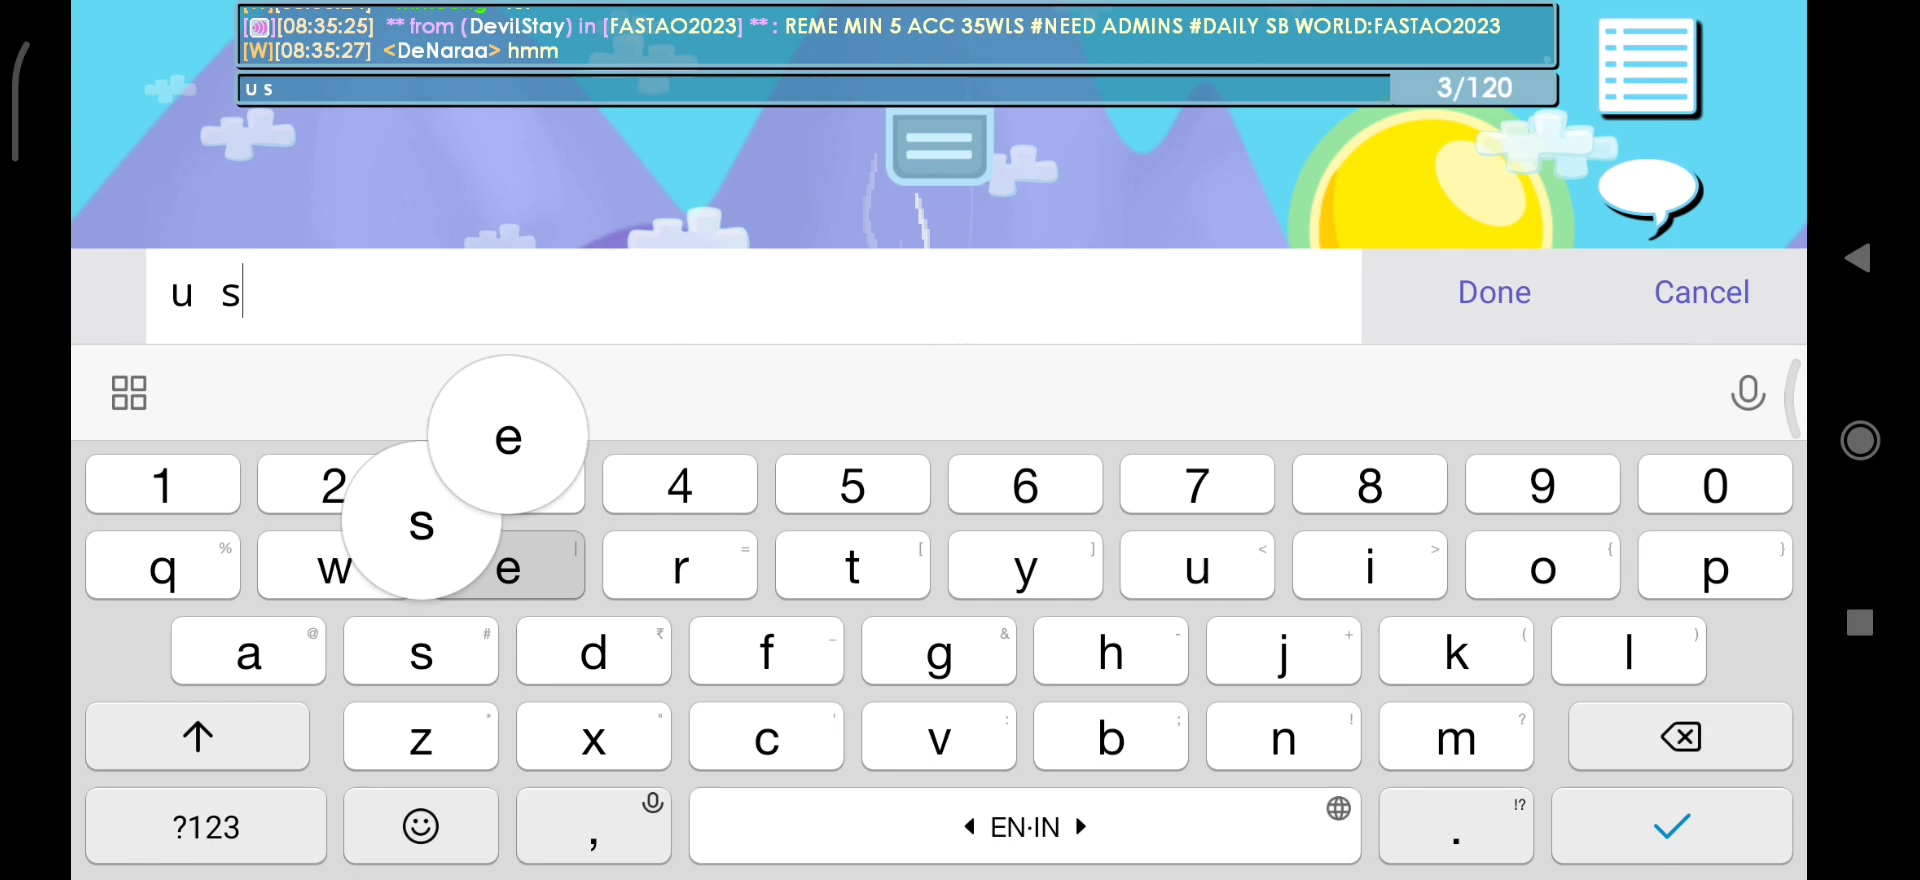 [][08:35:25] ** from (DevilStay) in [FASTAO2023] ** : REME MIN 5 ACC 35WLS #NEED ADMINS #DAILY SB WORLD:FASTAO2023
[W][08:35:27] <DeNaraa> hmm
u s 3/120
u s Done Cancel
e
s
1 2 4 5 6 7 8 9 0
% | = [ ] < > { }
q w e r t y u i o p
@ # ₹ _ & - + ( )
a s d f g h j k l
* " ' : ; ! ?
z x c v b n m
?123 , EN·IN . !?